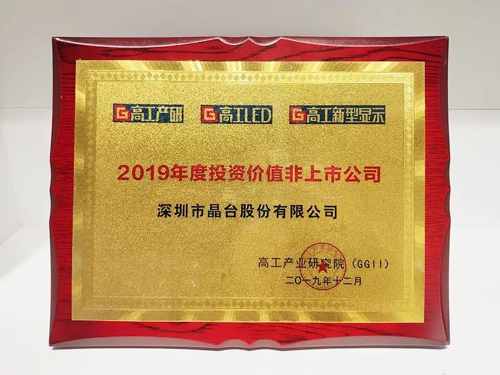 G高工产研 G高工LED G高工新型显示
2019年度投资价值非上市公司
深圳市晶台股份有限公司
高工产业研究院(GGII)
二〇一九年十二月